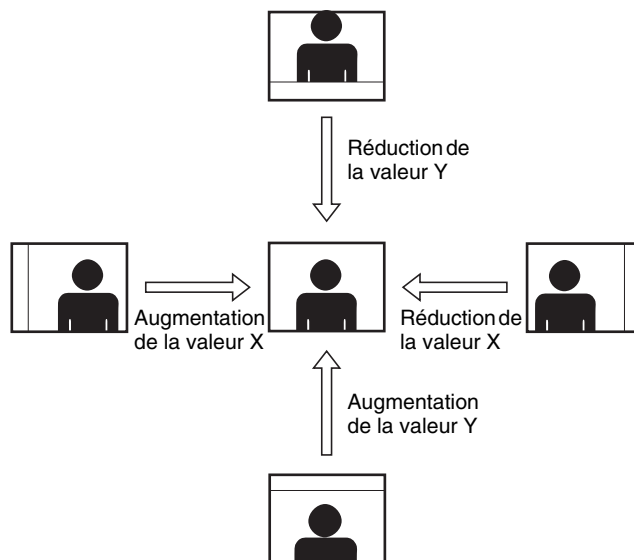 Réduction de
la valeur Y
Augmentation
de la valeur X
Réduction de
la valeur X
Augmentation
de la valeur Y